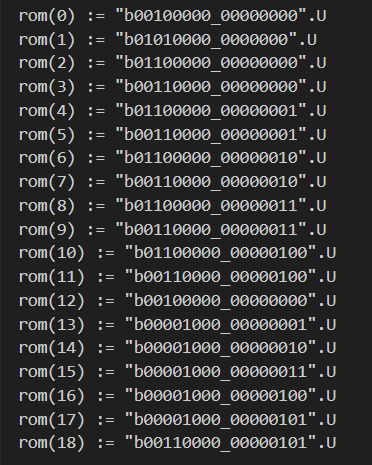 rom(0) := "b00100000_00000000".U
rom(1) := "b01010000_0000000".U
rom(2) := "b01100000_00000000".U
rom(3) := "b00110000_00000000".U
rom(4) := "b01100000_00000001".U
rom(5) := "b00110000_00000001".U
rom(6) := "b01100000_00000010".U
rom(7) := "b00110000_00000010".U
rom(8) := "b01100000_00000011".U
rom(9) := "b00110000_00000011".U
rom(10) := "b01100000_00000100".U
rom(11) := "b00110000_00000100".U
rom(12) := "b00100000_00000000".U
rom(13) := "b00001000_00000001".U
rom(14) := "b00001000_00000010".U
rom(15) := "b00001000_00000011".U
rom(16) := "b00001000_00000100".U
rom(17) := "b00001000_00000101".U
rom(18) := "b00110000_00000101".U